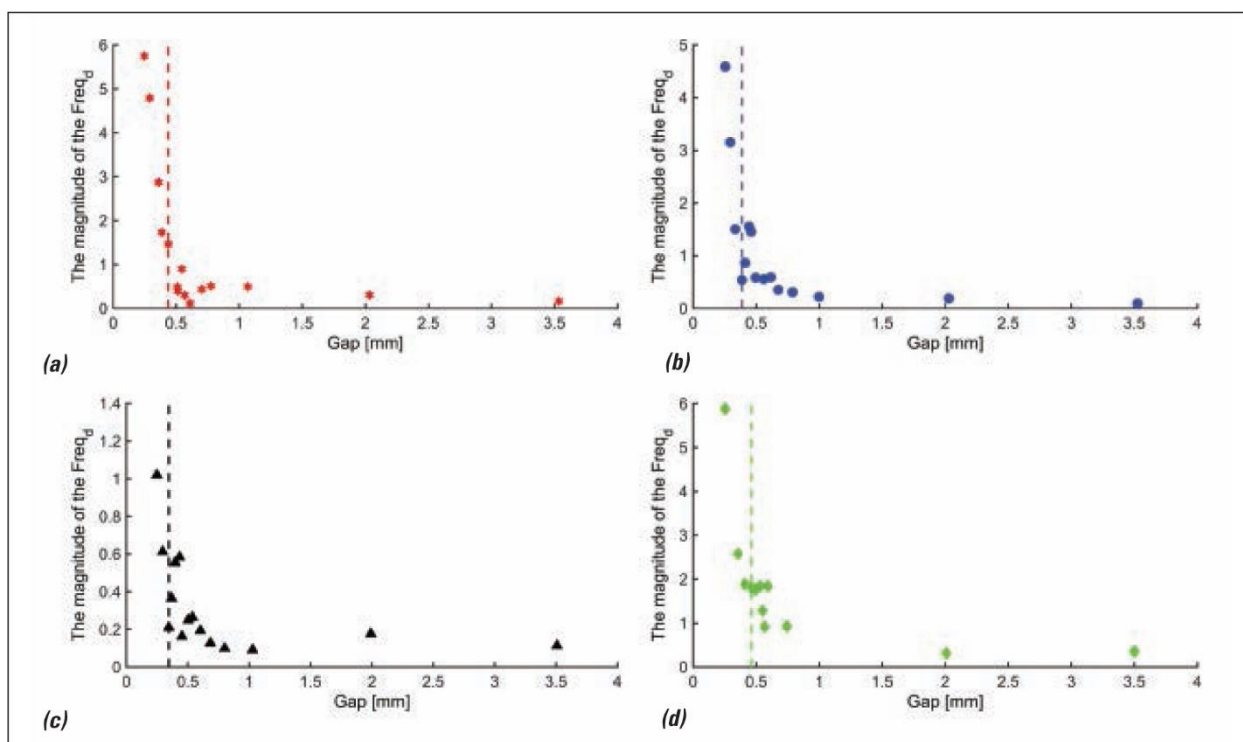 The magnitude of the Freq_d
6
5
4
3
2
1
0
0 0.5 1 1.5 2 2.5 3 3.5 4
Gap [mm]
(a)
The magnitude of the Freq_d
5
4
3
2
1
0
0 0.5 1 1.5 2 2.5 3 3.5 4
Gap [mm]
(b)
The magnitude of the Freq_d
1.4
1.2
1
0.8
0.6
0.4
0.2
0
0 0.5 1 1.5 2 2.5 3 3.5 4
Gap [mm]
(c)
The magnitude of the Freq_d
6
5
4
3
2
1
0
0 0.5 1 1.5 2 2.5 3 3.5 4
Gap [mm]
(d)